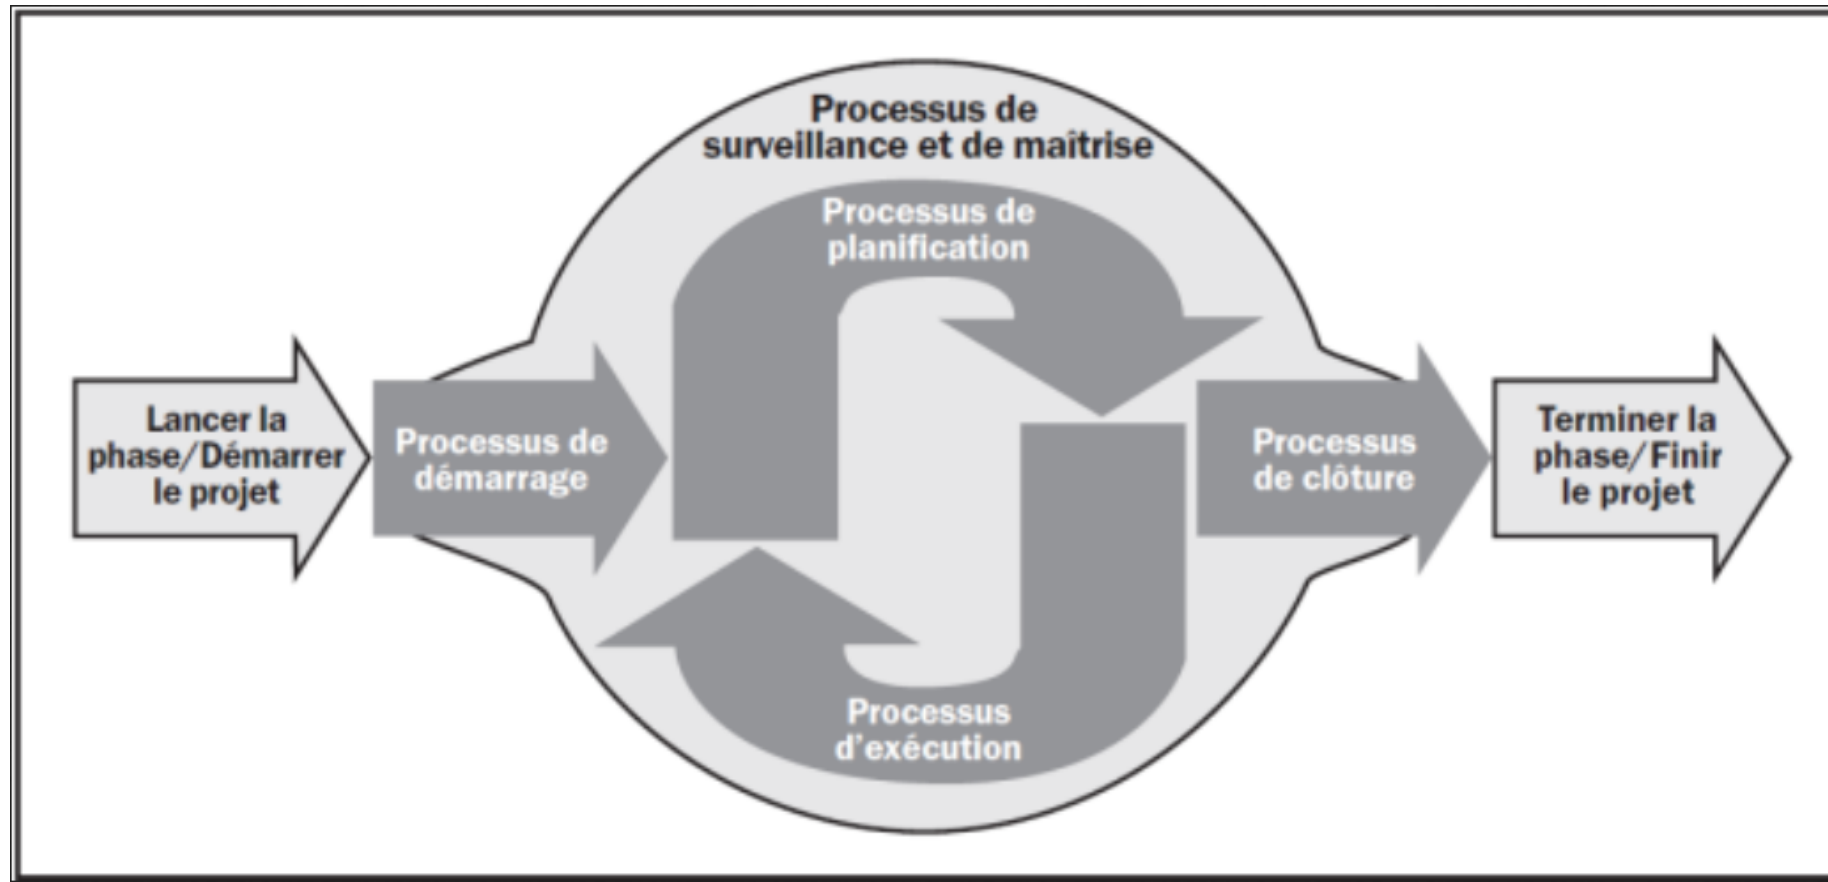 Processus de
surveillance et de maîtrise
Processus de
planification
Lancer la
phase/Démarrer
le projet
Processus de
démarrage
Processus
de clôture
Terminer la
phase/Finir
le projet
Processus
d'exécution